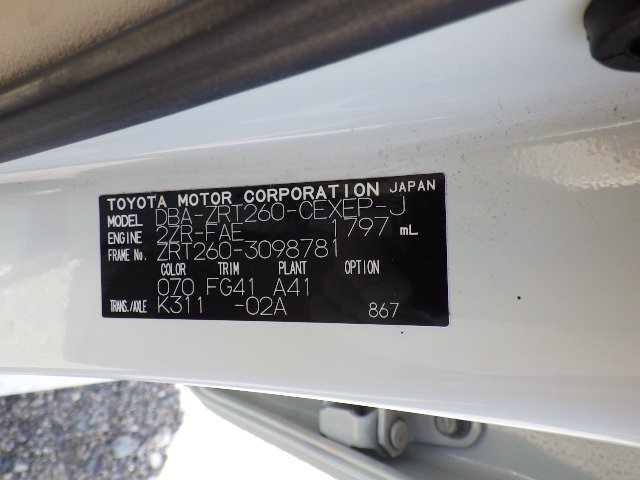 TOYOTA MOTOR CORPORATION JAPAN
MODEL DBA-ZRT260-CEXEP-J
ENGINE 2ZR-FAE 1797 mL
FRAME No. ZRT260-3098781
COLOR TRIM PLANT OPTION
070 FG41 A41
TRANS./AXLE K311 -02A 867